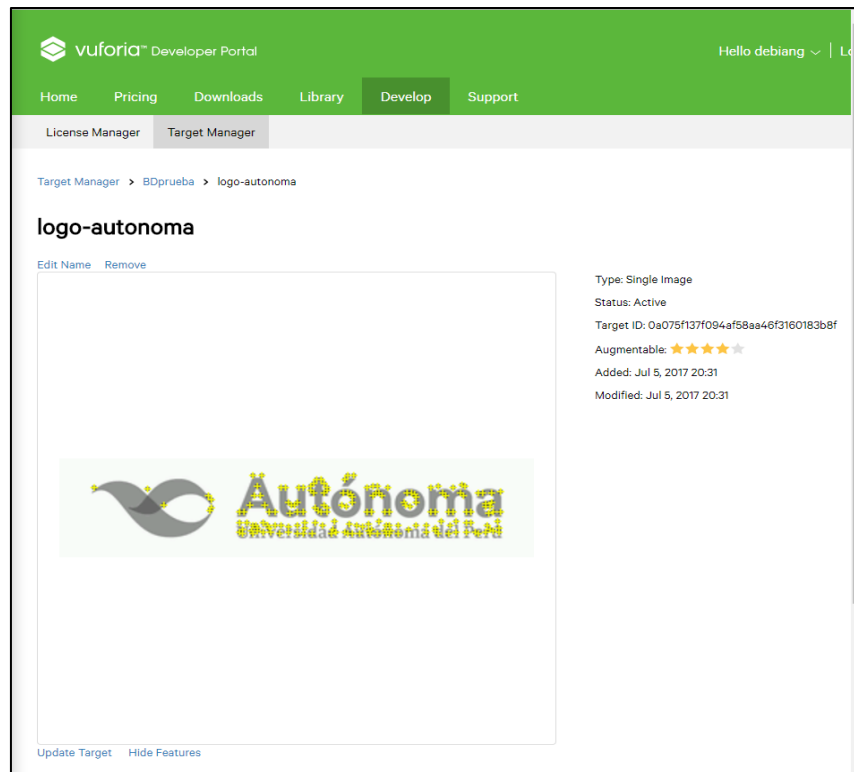 vuforia™ Developer Portal
Hello debiang
Home Pricing Downloads Library Develop Support
License Manager Target Manager
Target Manager > BDprueba > logo-autonoma
logo-autonoma
Edit Name Remove
Type: Single Image
Status: Active
Target ID: 0a075f137f094af58aa46f3160183b8f
Augmentable:
Added: Jul 5, 2017 20:31
Modified: Jul 5, 2017 20:31
Autónoma
Universidad Autónoma del Perú
Update Target Hide Features